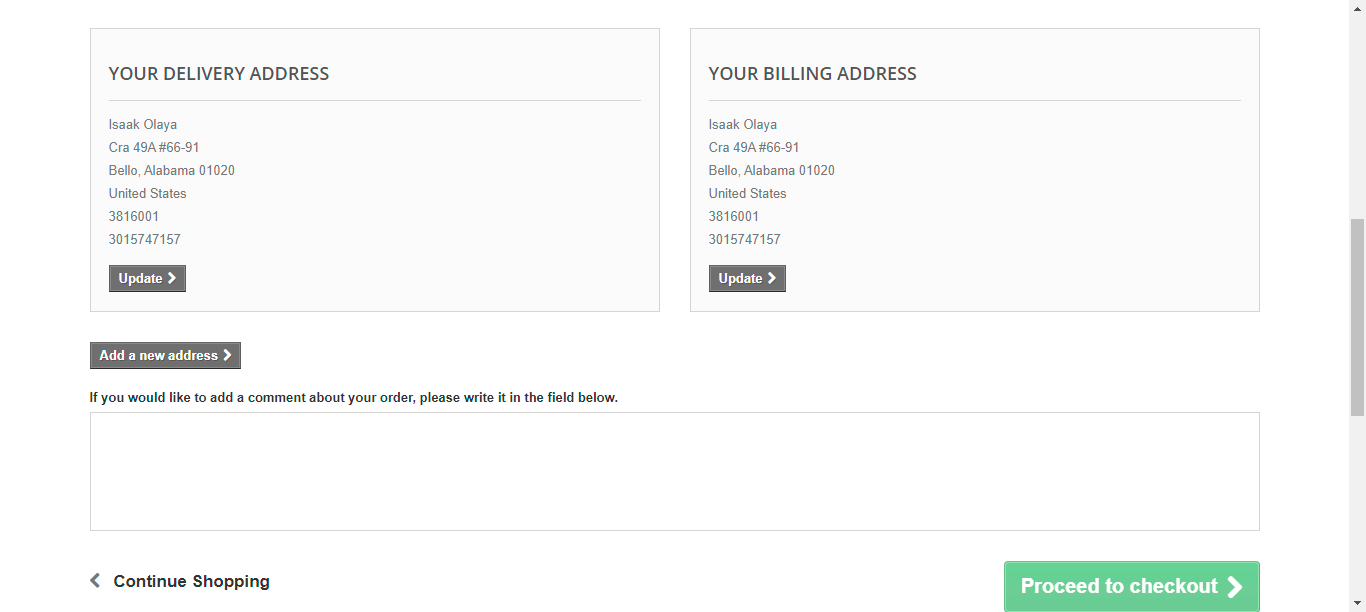 YOUR DELIVERY ADDRESS
Isaak Olaya
Cra 49A #66-91
Bello, Alabama 01020
United States
3816001
3015747157
Update
YOUR BILLING ADDRESS
Isaak Olaya
Cra 49A #66-91
Bello, Alabama 01020
United States
3816001
3015747157
Update
Add a new address
If you would like to add a comment about your order, please write it in the field below.
Continue Shopping
Proceed to checkout